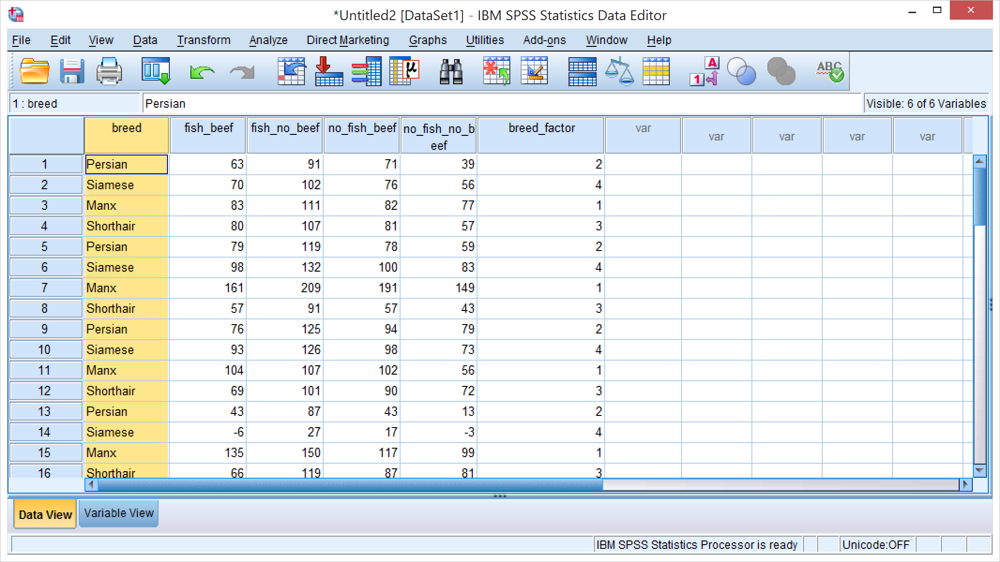 *Untitled2 [DataSet1] - IBM SPSS Statistics Data Editor
File Edit View Data Transform Analyze Direct Marketing Graphs Utilities Add-ons Window Help
μ A 1 ABC
1 : breed Persian Visible: 6 of 6 Variables
breed fish_beef fish_no_beef no_fish_beef no_fish_no_b breed_factor var var var var var
eef
1 Persian 63 91 71 39 2
2 Siamese 70 102 76 56 4
3 Manx 83 111 82 77 1
4 Shorthair 80 107 81 57 3
5 Persian 79 119 78 59 2
6 Siamese 98 132 100 83 4
7 Manx 161 209 191 149 1
8 Shorthair 57 91 57 43 3
9 Persian 76 125 94 79 2
10 Siamese 93 126 98 73 4
11 Manx 104 107 102 56 1
12 Shorthair 69 101 90 72 3
13 Persian 43 87 43 13 2
14 Siamese -6 27 17 -3 4
15 Manx 135 150 117 99 1
16 Shorthair 66 119 87 81 3
Data View Variable View
IBM SPSS Statistics Processor is ready Unicode:OFF